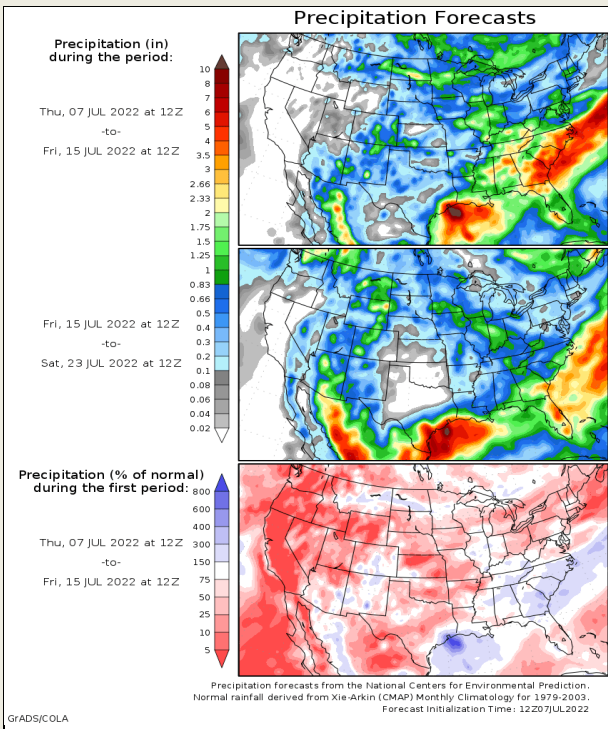 Precipitation Forecasts
Precipitation (in)
during the period:
Thu, 07 JUL 2022 at 12Z
-to-
Fri, 15 JUL 2022 at 12Z
10
8
7
6
5
4
3.5
3
2.66
2.33
2
1.75
1.5
1.25
1
0.83
0.66
0.5
0.4
0.3
0.2
0.1
0.08
0.06
0.04
0.02
Fri, 15 JUL 2022 at 12Z
-to-
Sat, 23 JUL 2022 at 12Z
Precipitation (% of normal)
during the first period:
Thu, 07 JUL 2022 at 12Z
-to-
Fri, 15 JUL 2022 at 12Z
800
600
400
300
150
75
50
25
10
5
Precipitation forecasts from the National Centers for Environmental Prediction.
Normal rainfall derived from Xie-Arkin (CMAP) Monthly Climatology for 1979-2003.
Forecast Initialization Time: 12Z07JUL2022
GrADS/COLA